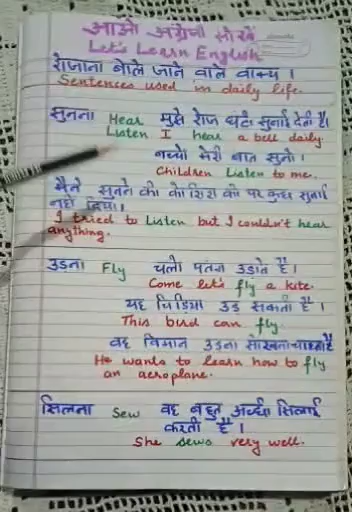 आओ अंग्रेजी सीखें
Let's Learn English
रोजाना बोले जाने वाले वाक्य ।
Sentences used in daily life.
सुनना Hear मुझे रोज घंटी सुनाई देती है।
Listen I hear a bell daily.
बच्चों मेरी बात सुनो।
Children Listen to me.
मैंने सुनने की कोशिश की पर कुछ सुनाई
नहीं दिया।
I tried to Listen but I couldn't hear
anything.
उड़ना Fly चलो पतंग उड़ाते हैं।
Come let's fly a kite.
यह चिड़िया उड़ सकती है ।
This bird can fly.
वह विमान उड़ना सीखना चाहता है
He wants to learn how to fly
an aeroplane.
सिलना Sew वह बहुत अच्छी सिलाई
करती है ।
She sews very well.